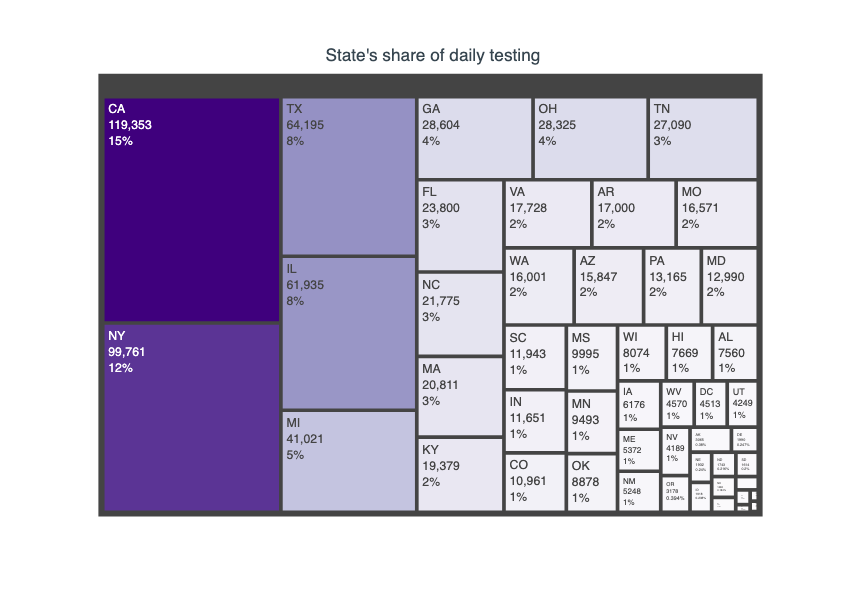 State's share of daily testing
CA
119,353
15%
NY
99,761
12%
TX
64,195
8%
IL
61,935
8%
MI
41,021
5%
GA
28,604
4%
OH
28,325
4%
TN
27,090
3%
FL
23,800
3%
NC
21,775
3%
MA
20,811
3%
KY
19,379
2%
VA
17,728
2%
AR
17,000
2%
MO
16,571
2%
WA
16,001
2%
AZ
15,847
2%
PA
13,165
2%
MD
12,990
2%
SC
11,943
1%
IN
11,651
1%
CO
10,961
1%
MS
9995
1%
MN
9493
1%
OK
8878
1%
WI
8074
1%
HI
7669
1%
AL
7560
1%
IA
6176
1%
ME
5372
1%
NM
5248
1%
WV
4570
1%
DC
4513
1%
UT
4249
1%
NV
4189
1%
OR
3178
0.394%